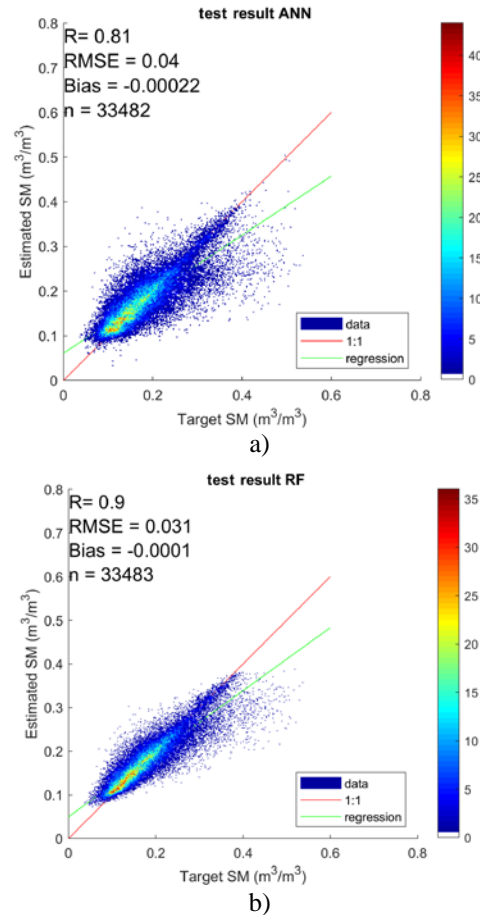 test result ANN
R= 0.81
RMSE = 0.04
Bias = -0.00022
n = 33482
Estimated SM (m³/m³)
0.8
0.7
0.6
0.5
0.4
0.3
0.2
0.1
0
0
0.2
0.4
0.6
0.8
Target SM (m³/m³)
data
1:1
regression
40
35
30
25
20
15
10
5
0
a)
test result RF
R= 0.9
RMSE = 0.031
Bias = -0.0001
n = 33483
Estimated SM (m³/m³)
0.8
0.7
0.6
0.5
0.4
0.3
0.2
0.1
0
0
0.2
0.4
0.6
0.8
Target SM (m³/m³)
data
1:1
regression
35
30
25
20
15
10
5
0
b)